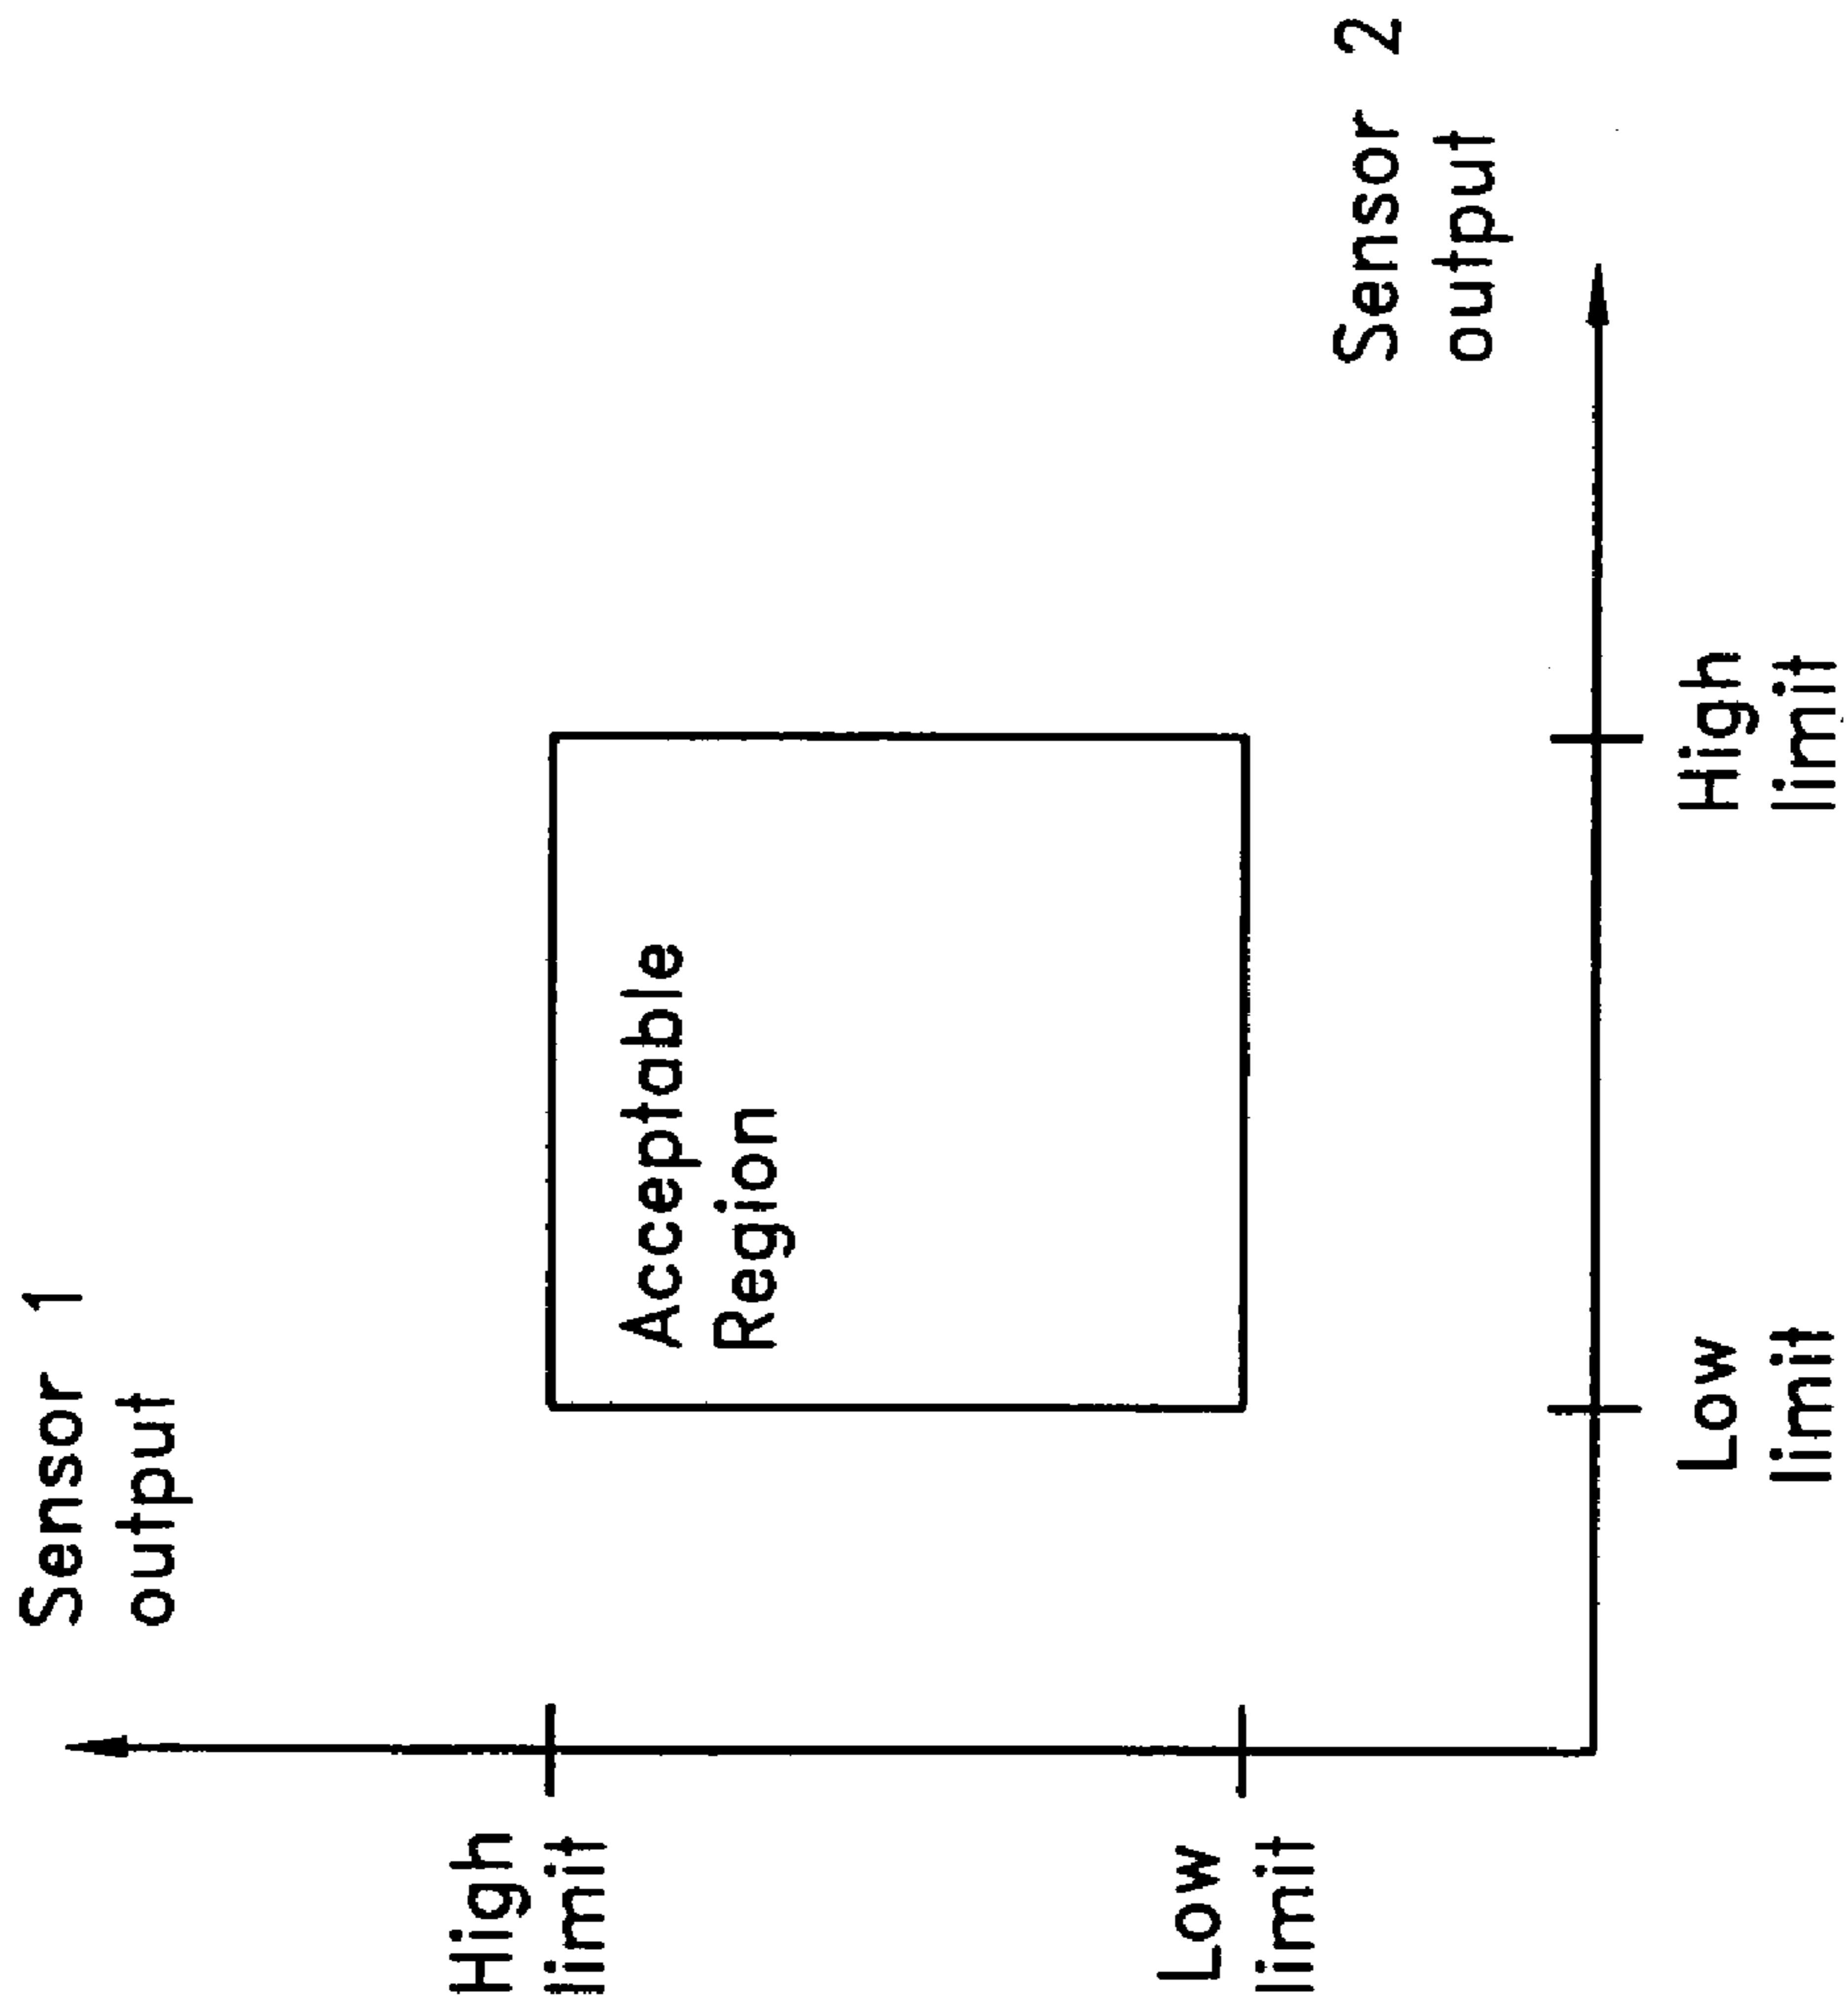 Sensor 1
output
High
limit
Acceptable
Region
Low
limit
Sensor 2
output
Low
limit
High
limit